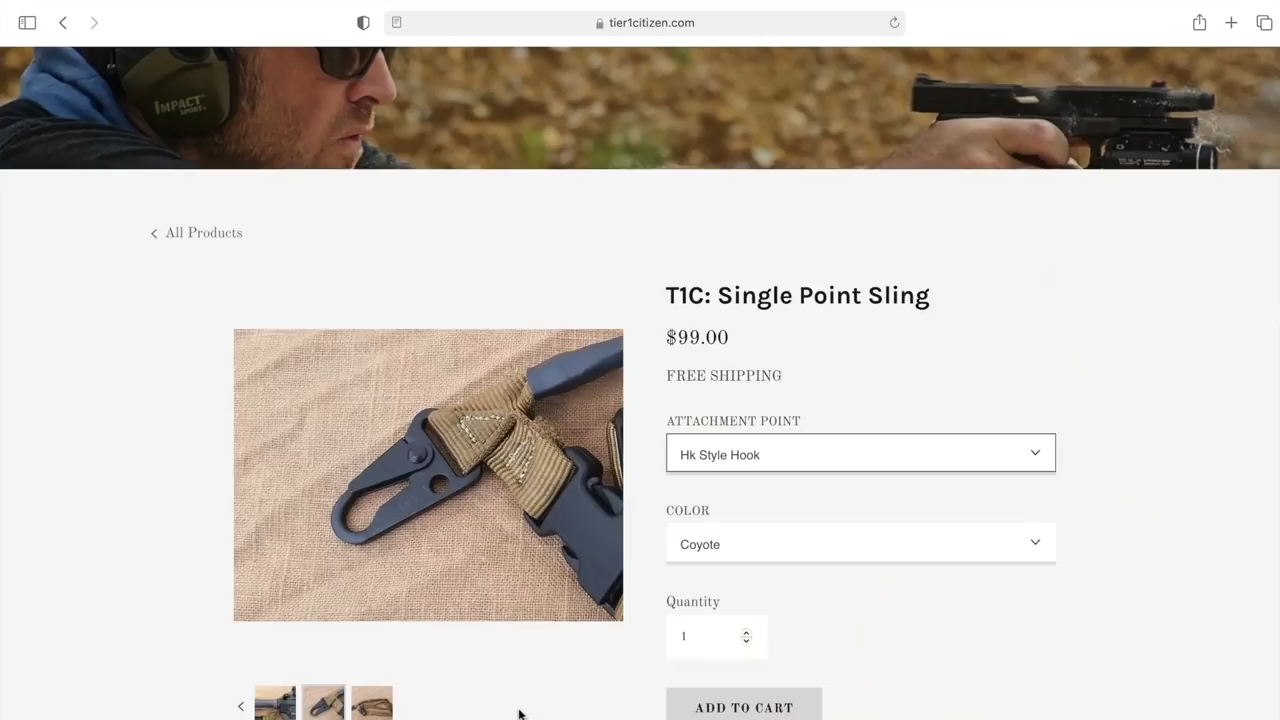 tier1citizen.com
IMPACT
SPORT
All Products
T1C: Single Point Sling
$99.00
FREE SHIPPING
ATTACHMENT POINT
Hk Style Hook
COLOR
Coyote
Quantity
1
ADD TO CART